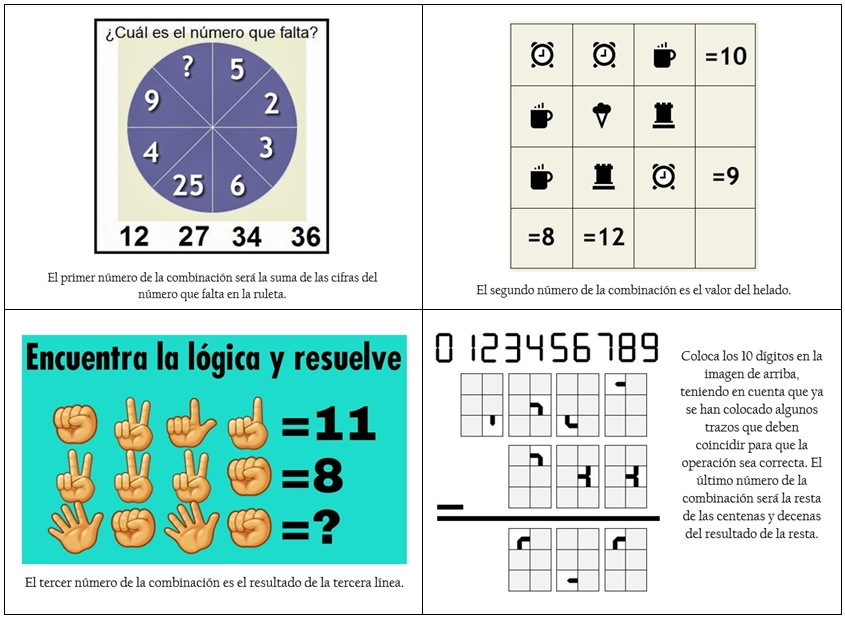 ¿Cuál es el número que falta?
? 5
9 2
4 3
25 6
12 27 34 36
El primer número de la combinación será la suma de las cifras del
número que falta en la ruleta.
=10
=9
=8 =12
El segundo número de la combinación es el valor del helado.
Encuentra la lógica y resuelve
=11
=8
=?
El tercer número de la combinación es el resultado de la tercera línea.
0123456789
Coloca los 10 dígitos en la
imagen de arriba,
teniendo en cuenta que ya
se han colocado algunos
trazos que deben
coincidir para que la
operación sea correcta. El
último número de la
combinación será la resta
de las centenas y decenas
del resultado de la resta.